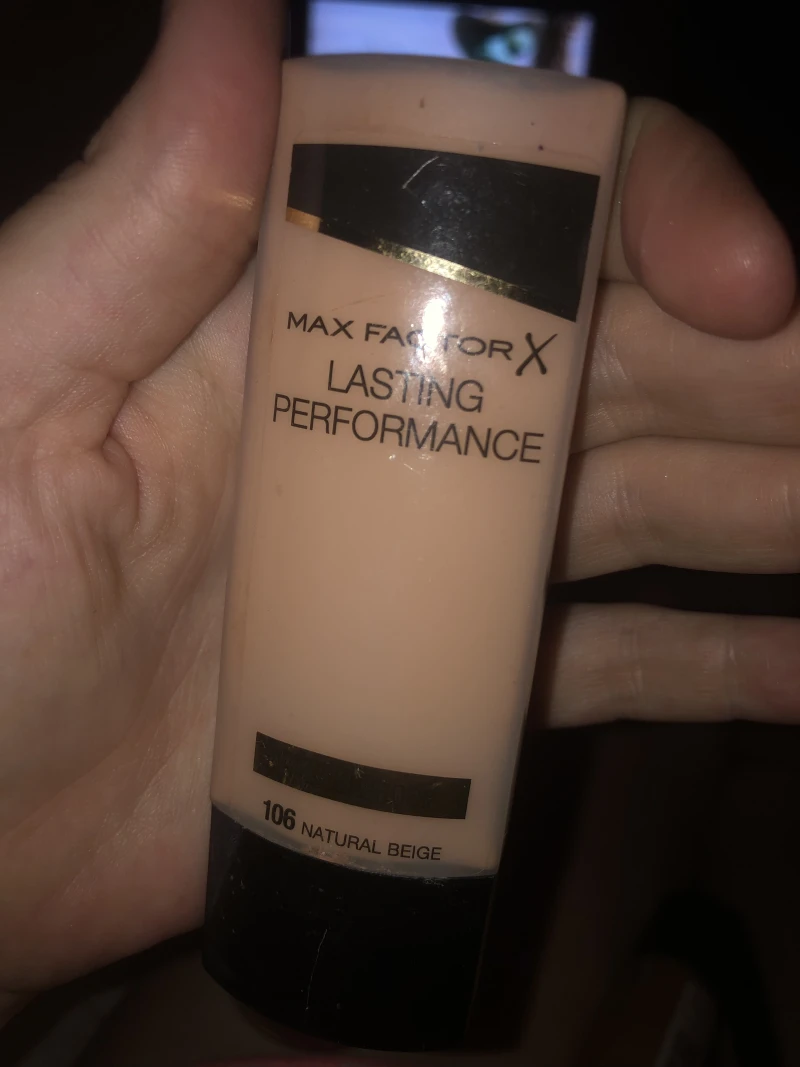 MAX FACTOR X
LASTING
PERFORMANCE
106 NATURAL BEIGE